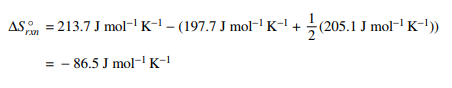 ΔS°rxn = 213.7 J mol⁻¹ K⁻¹ – (197.7 J mol⁻¹ K⁻¹ + 1/2 (205.1 J mol⁻¹ K⁻¹))
= – 86.5 J mol⁻¹ K⁻¹